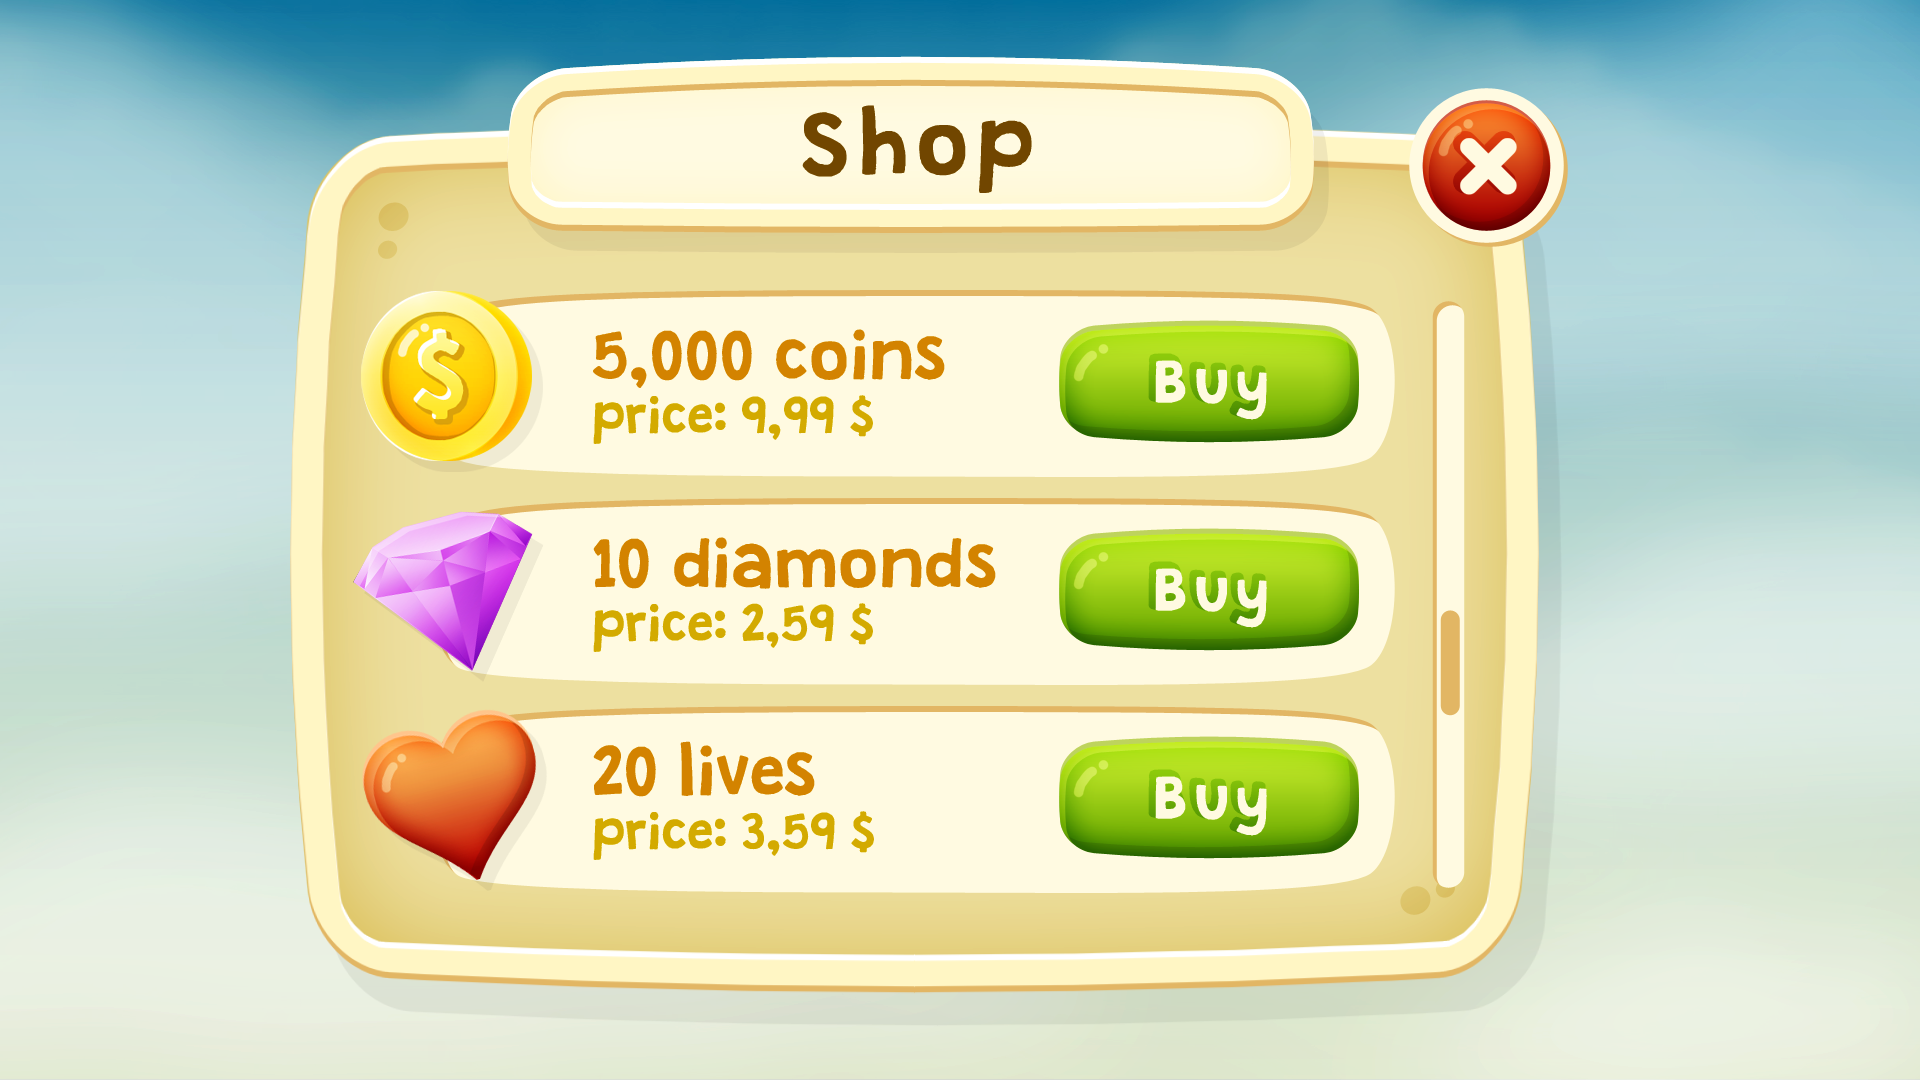 Shop
5,000 coins
price: 9,99 $
Buy
10 diamonds
price: 2,59 $
Buy
20 lives
price: 3,59 $
Buy